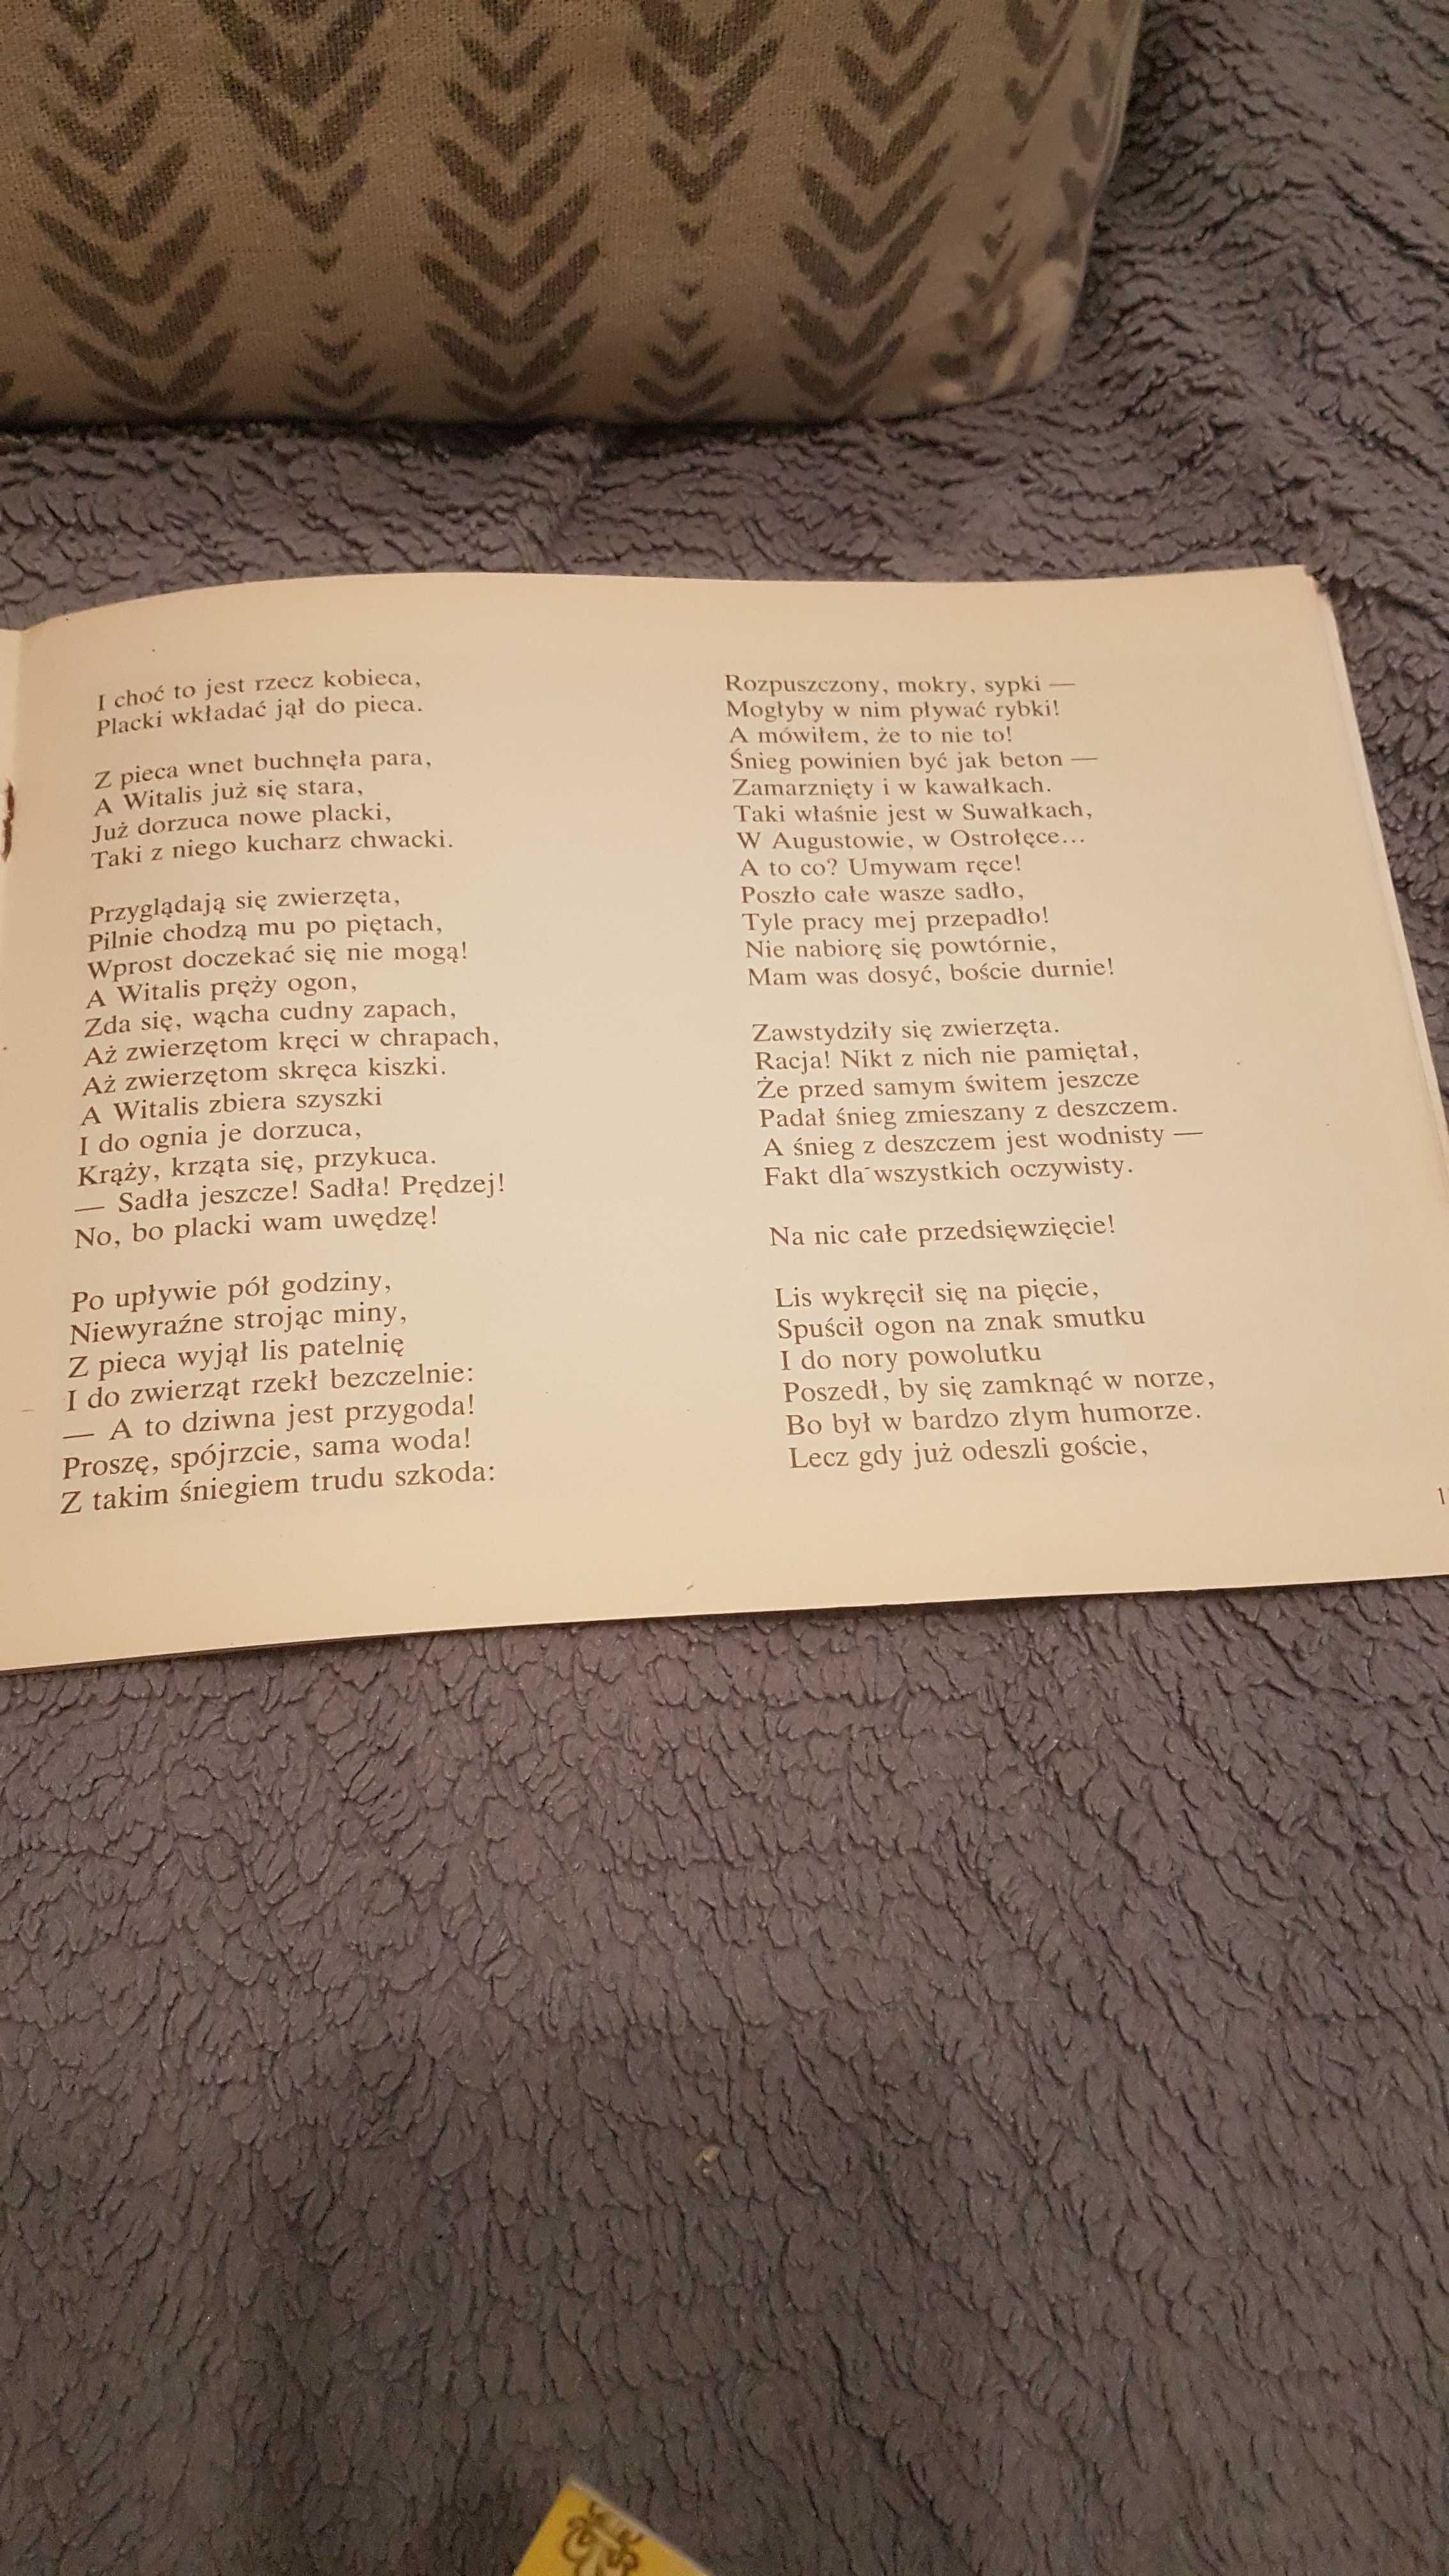 I choć to jest rzecz kobieca,
Placki wkładać jął do pieca.
Z pieca wnet buchnęła para,
A Witalis już się stara,
Już dorzuca nowe placki,
Taki z niego kucharz chwacki.
Przyglądają się zwierzęta,
Pilnie chodzą mu po piętach,
Wprost doczekać się nie mogą!
A Witalis pręży ogon,
Zda się, wącha cudny zapach,
Aż zwierzętom kręci w chrapach,
Aż zwierzętom skręca kiszki.
A Witalis zbiera szyszki
I do ognia je dorzuca,
Krąży, krząta się, przykuca.
— Sadła jeszcze! Sadła! Prędzej!
No, bo placki wam uwędzę!
Po upływie pół godziny,
Niewyraźne strojąc miny,
Z pieca wyjął lis patelnię
I do zwierząt rzekł bezczelnie:
— A to dziwna jest przygoda!
Proszę, spójrzcie, sama woda!
Z takim śniegiem trudu szkoda:
Rozpuszczony, mokry, sypki —
Mogłyby w nim pływać rybki!
A mówiłem, że to nie to!
Śnieg powinien być jak beton —
Zamarznięty i w kawałkach.
Taki właśnie jest w Suwałkach,
W Augustowie, w Ostrołęce...
A to co? Umywam ręce!
Poszło całe wasze sadło,
Tyle pracy mej przepadło!
Nie nabiorę się powtórnie,
Mam was dosyć, boście durnie!
Zawstydziły się zwierzęta.
Racja! Nikt z nich nie pamiętał,
Że przed samym świtem jeszcze
Padał śnieg zmieszany z deszczem.
A śnieg z deszczem jest wodnisty —
Fakt dla wszystkich oczywisty.
Na nic całe przedsięwzięcie!
Lis wykręcił się na pięcie,
Spuścił ogon na znak smutku
I do nory powolutku
Poszedł, by się zamknąć w norze,
Bo był w bardzo złym humorze.
Lecz gdy już odeszli goście,